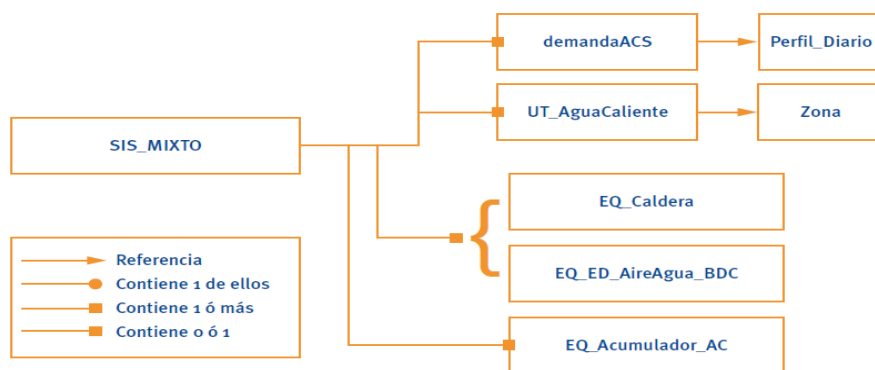 demandaACS
Perfil_Diario
UT_AguaCaliente
Zona
SIS_MIXTO
EQ_Caldera
EQ_ED_AireAgua_BDC
EQ_Acumulador_AC
Referencia
Contiene 1 de ellos
Contiene 1 ó más
Contiene 0 ó 1